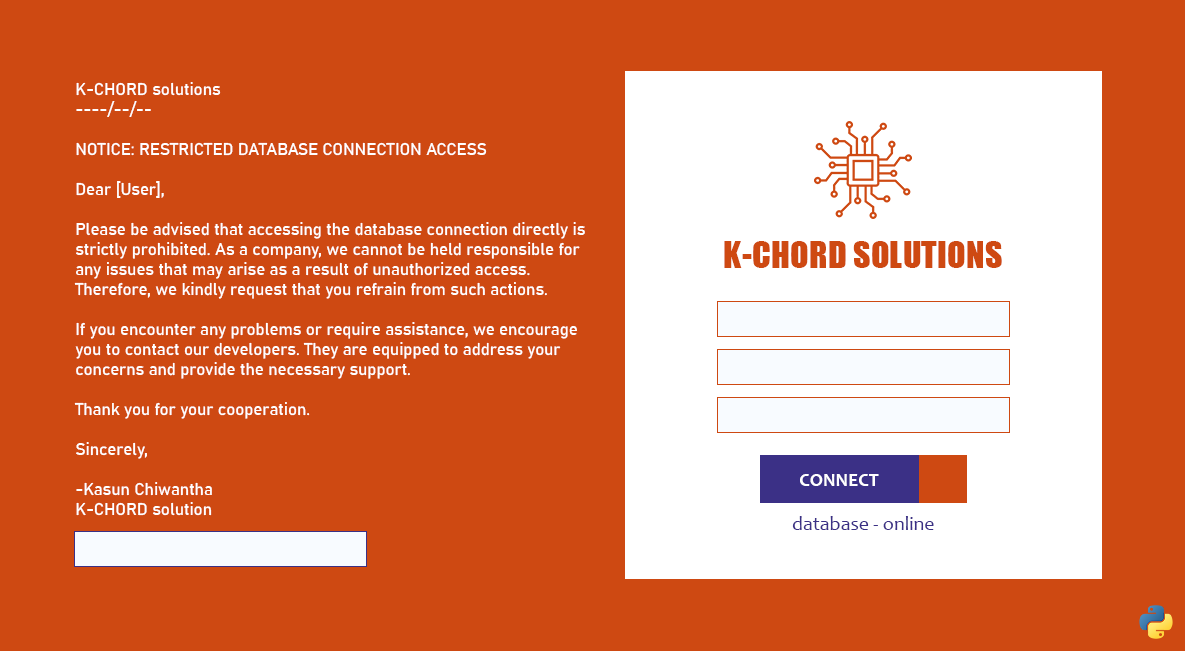 K-CHORD solutions
----/--/--
NOTICE: RESTRICTED DATABASE CONNECTION ACCESS
Dear [User],
Please be advised that accessing the database connection directly is
strictly prohibited. As a company, we cannot be held responsible for
any issues that may arise as a result of unauthorized access.
Therefore, we kindly request that you refrain from such actions.
If you encounter any problems or require assistance, we encourage
you to contact our developers. They are equipped to address your
concerns and provide the necessary support.
Thank you for your cooperation.
Sincerely,
-Kasun Chiwantha
K-CHORD solution
K-CHORD SOLUTIONS
CONNECT
database - online